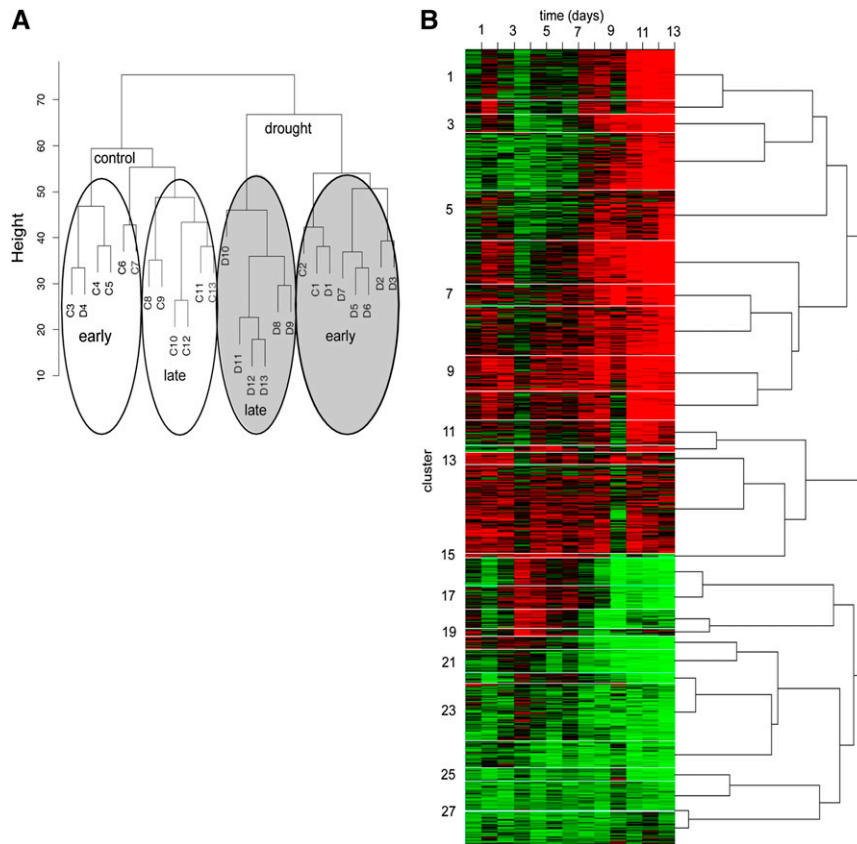 A
B
time (days)
1 3 5 7 9 11 13
Height
70
60
50
40
30
20
10
control
drought
D10
C6
C7
C2
C4
C5
C3
D4
C8
C9
C11
C13
C10
C12
D11
D12
D13
D8
D9
C1
D1
D7
D5
D6
D2
D3
early
late
late
early
cluster
1
3
5
7
9
11
13
15
17
19
21
23
25
27